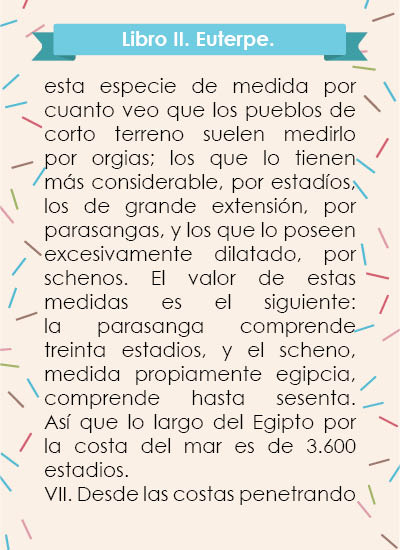 Libro II. Euterpe.
esta especie de medida por
cuanto veo que los pueblos de
corto terreno suelen medirlo
por orgias; los que lo tienen
más considerable, por estadíos,
los de grande extensión, por
parasangas, y los que lo poseen
excesivamente dilatado, por
schenos. El valor de estas
medidas es el siguiente:
la parasanga comprende
treinta estadios, y el scheno,
medida propiamente egipcia,
comprende hasta sesenta.
Así que lo largo del Egipto por
la costa del mar es de 3.600
estadios.
VII. Desde las costas penetrando